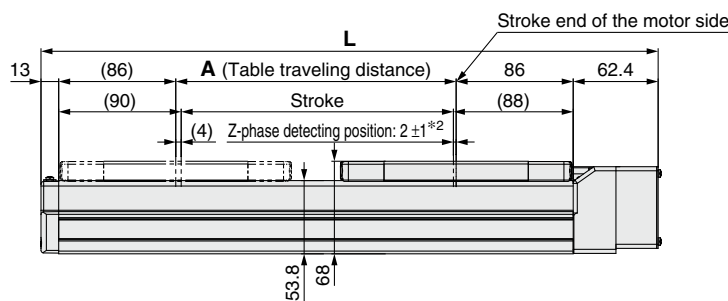 Stroke end of the motor side
L
13 (86) A (Table traveling distance) 86 62.4
(90) Stroke (88)
(4) Z-phase detecting position: 2 ±1*2
53.8
68